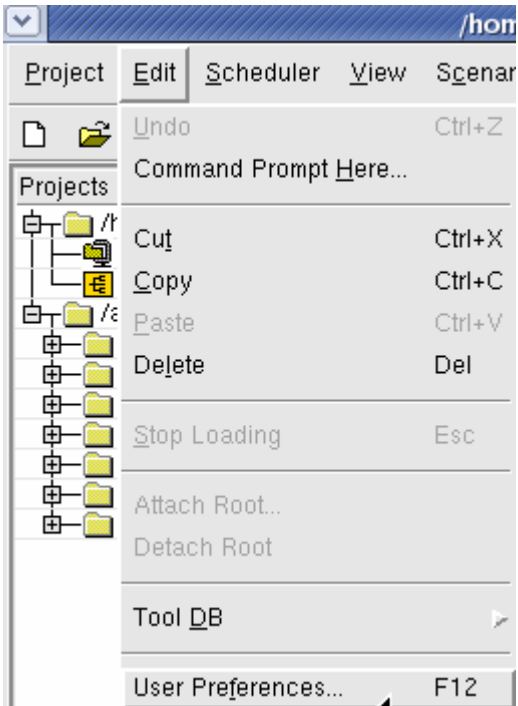 /hom
Project Edit Scheduler View Scenar
Undo Ctrl+Z
Command Prompt Here...
Projects
Cut Ctrl+X
Copy Ctrl+C
Paste Ctrl+V
Delete Del
Stop Loading Esc
Attach Root...
Detach Root
Tool DB
User Preferences... F12